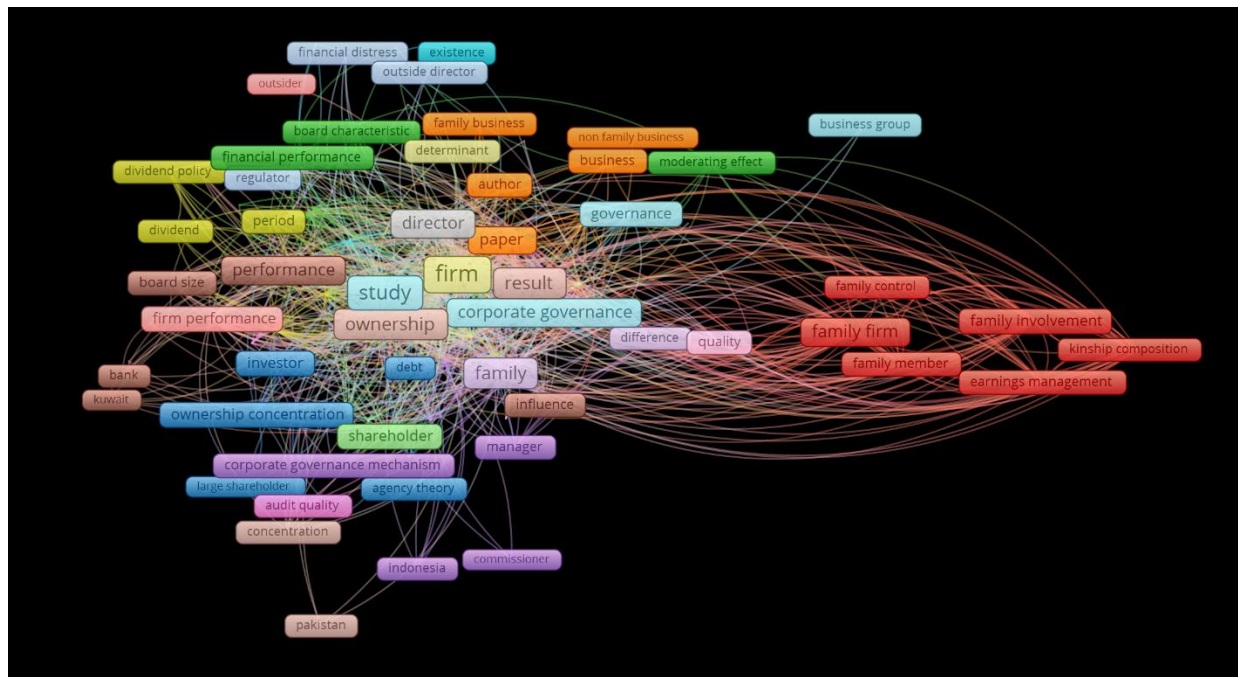 financial distress
existence
outside director
outsider
business group
family business
board characteristic
non family business
determinant
financial performance
business
moderating effect
dividend policy
regulator
author
governance
period
director
dividend
paper
performance
firm
board size
result
study
family control
corporate governance
firm performance
ownership
family involvement
family firm
difference
quality
kinship composition
investor
debt
family member
family
bank
earnings management
kuwait
influence
ownership concentration
shareholder
manager
corporate governance mechanism
large shareholder
agency theory
audit quality
concentration
commissioner
indonesia
pakistan